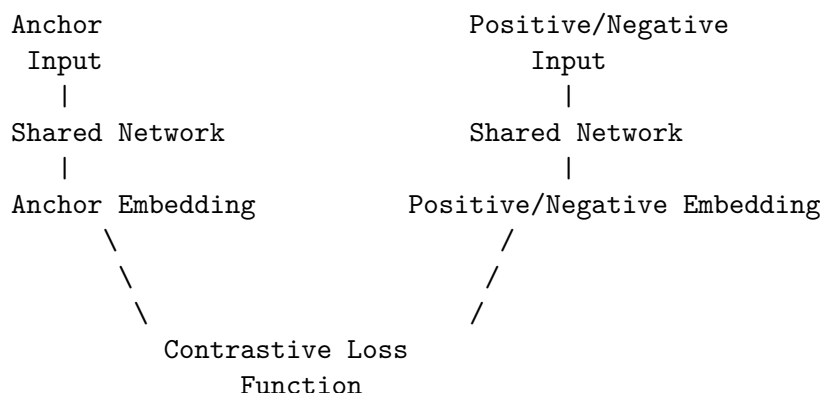 Anchor Positive/Negative
Input Input
| |
Shared Network Shared Network
| |
Anchor Embedding Positive/Negative Embedding
\ /
\ /
\ /
Contrastive Loss
Function